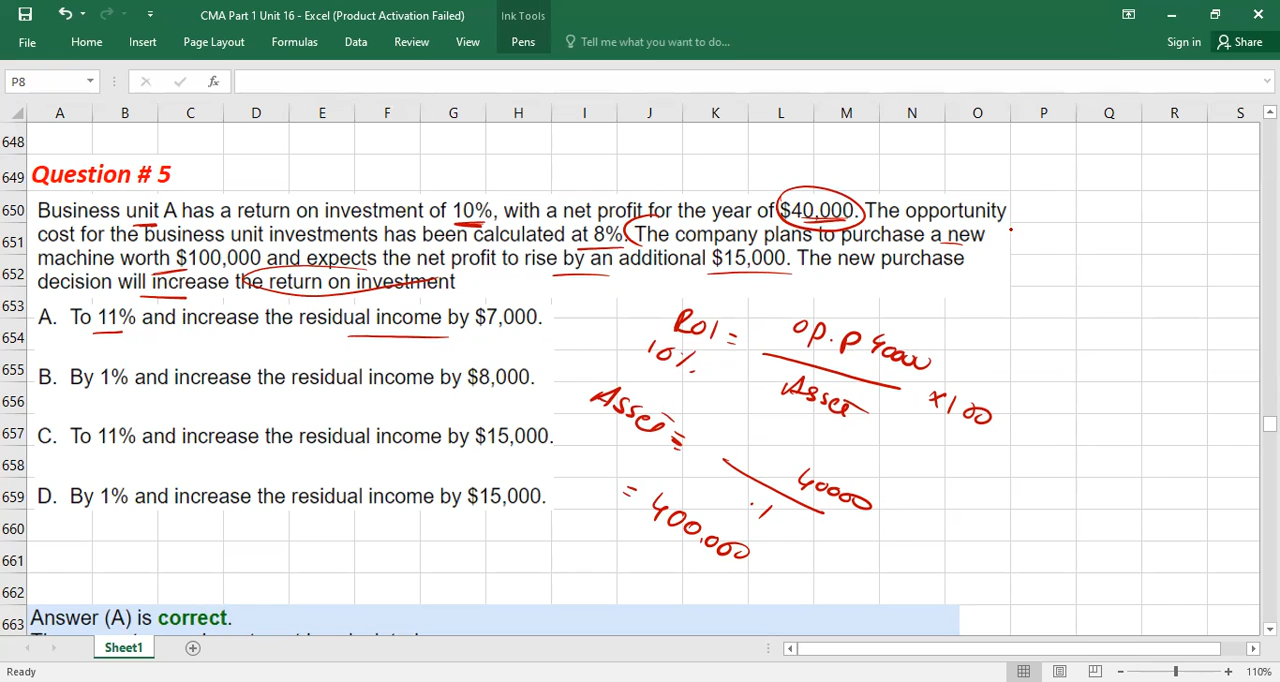 CMA Part 1 Unit 16 - Excel (Product Activation Failed)
Ink Tools
File Home Insert Page Layout Formulas Data Review View Pens Tell me what you want to do... Sign in Share
P8 fx
A B C D E F G H I J K L M N O P Q R S
648
649 Question # 5
650 Business unit A has a return on investment of 10%, with a net profit for the year of $40,000. The opportunity
651 cost for the business unit investments has been calculated at 8%. The company plans to purchase a new
652 machine worth $100,000 and expects the net profit to rise by an additional $15,000. The new purchase
decision will increase the return on investment
653 A. To 11% and increase the residual income by $7,000.
654
655 B. By 1% and increase the residual income by $8,000.
656
657 C. To 11% and increase the residual income by $15,000.
658
659 D. By 1% and increase the residual income by $15,000.
660
661
662
663 Answer (A) is correct.
ROI = op. P 40000
10% Asset × 100
Asset =
40000
.1
= 400,000
Sheet1
Ready 110%